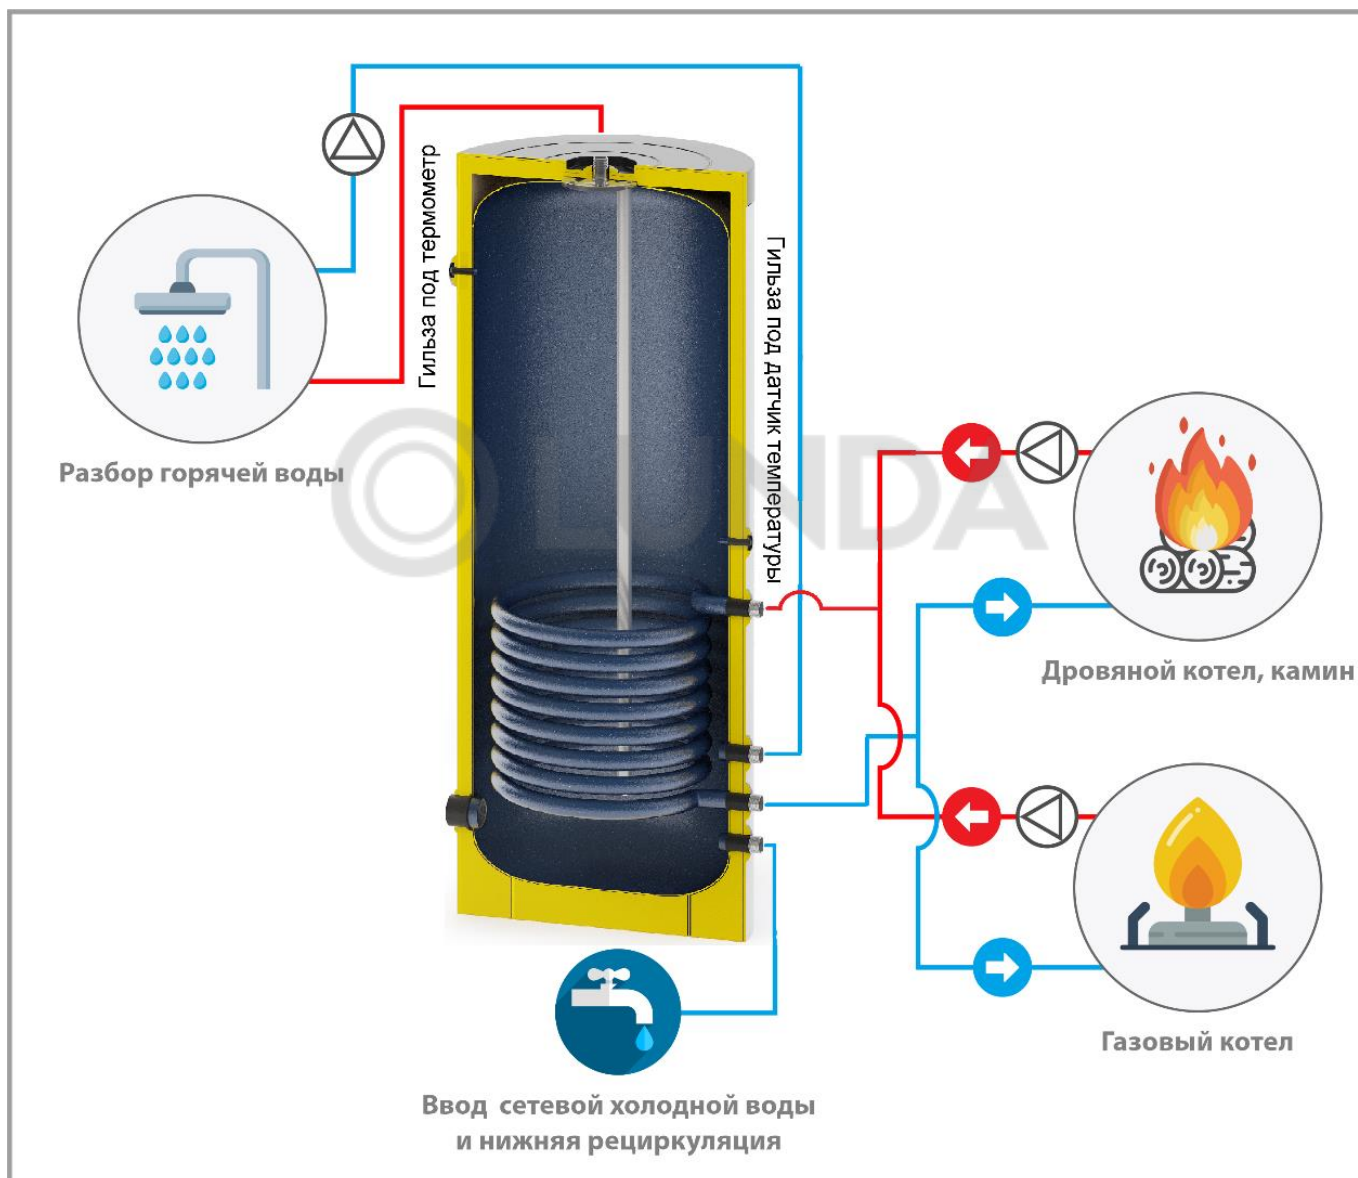 Гильза под термометр
Гильза под датчик температуры
Разбор горячей воды
LUNDA
Дровяной котел, камин
Газовый котел
Ввод сетевой холодной воды
и нижняя рециркуляция